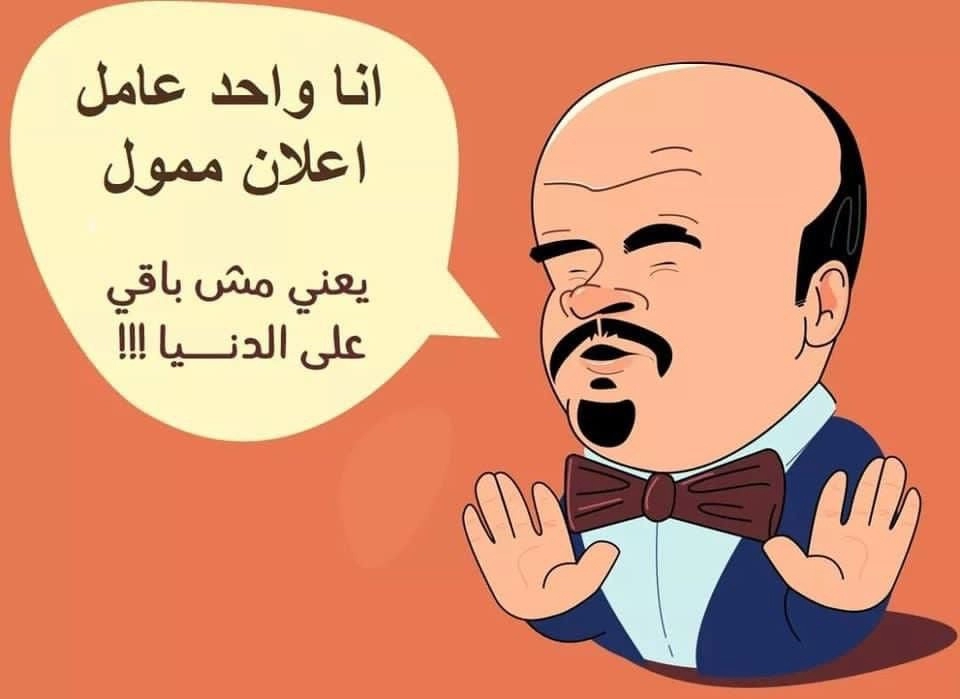 انا واحد عامل
اعلان ممول
يعني مش باقي
على الدنـــيا !!!